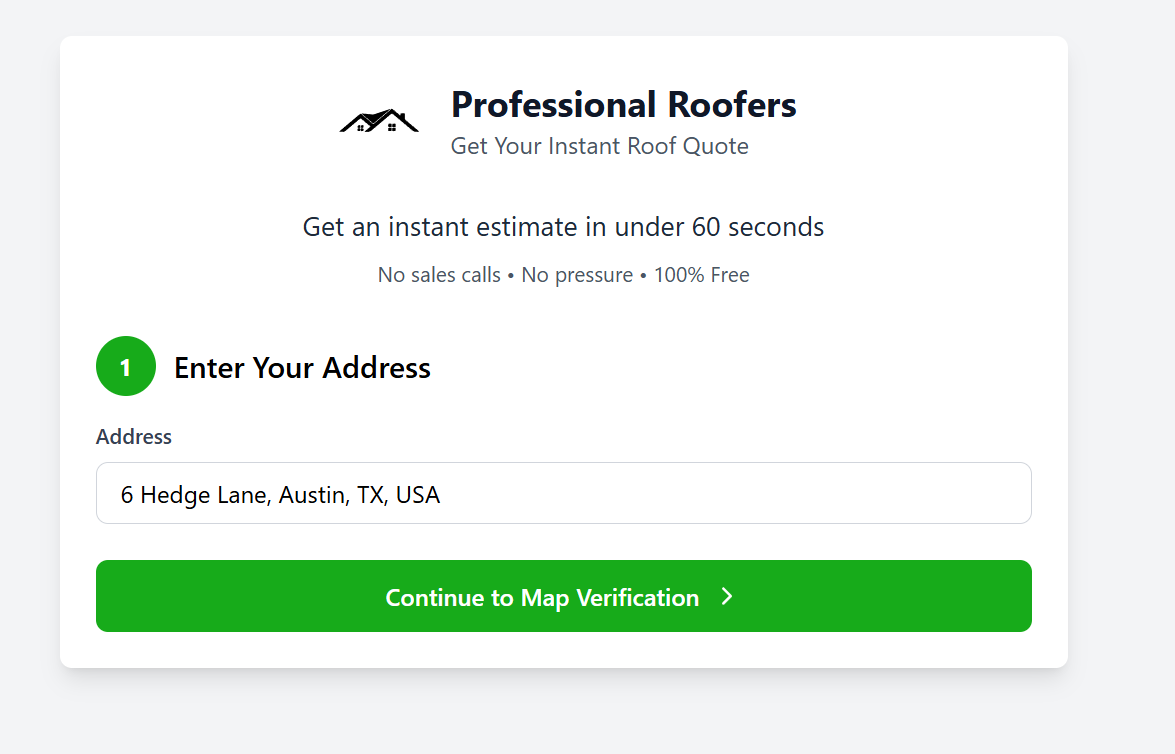 Professional Roofers
Get Your Instant Roof Quote
Get an instant estimate in under 60 seconds
No sales calls • No pressure • 100% Free
1 Enter Your Address
Address
6 Hedge Lane, Austin, TX, USA
Continue to Map Verification